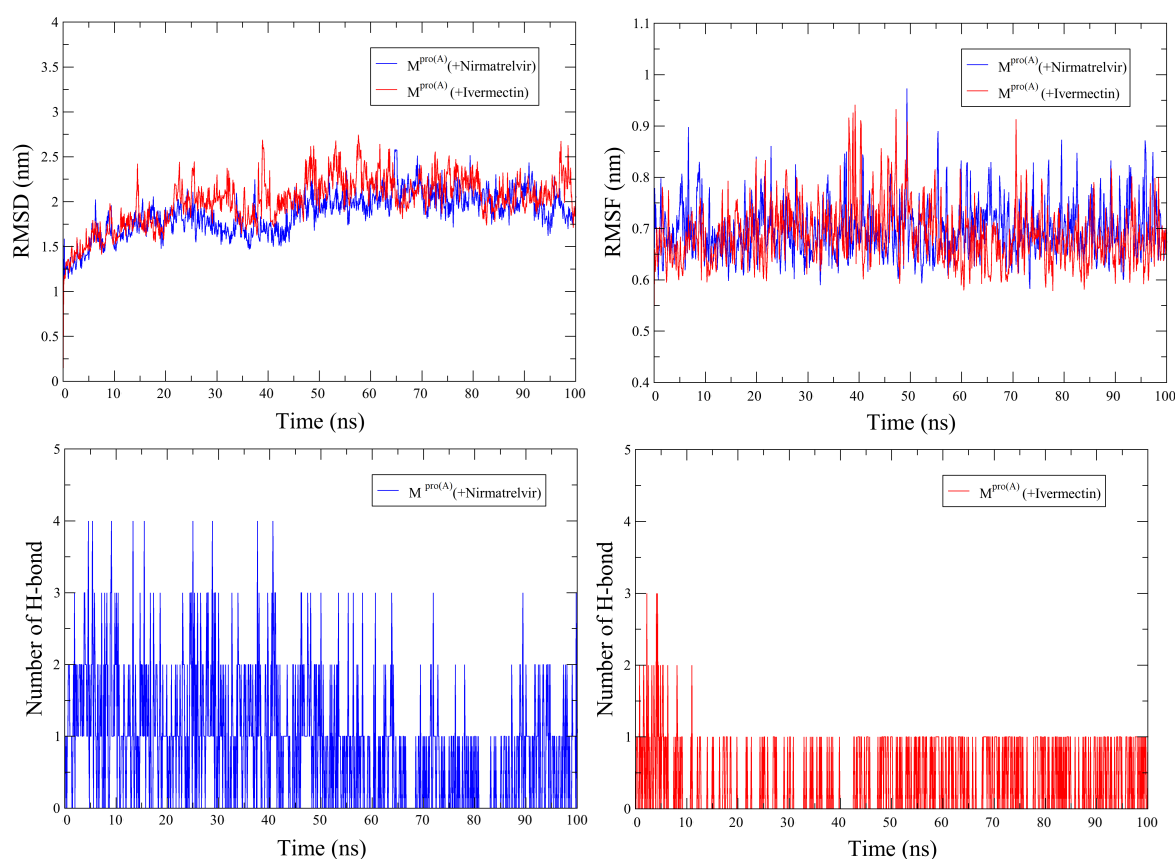 4
3.5
3
2.5
2
1.5
1
0.5
0
RMSD (nm)
M^pro(A) (+Nirmatrelvir)
M^pro(A) (+Ivermectin)
0 10 20 30 40 50 60 70 80 90 100
Time (ns)
1.1
1
0.9
0.8
0.7
0.6
0.5
0.4
RMSF (nm)
M^pro(A) (+Nirmatrelvir)
M^pro(A) (+Ivermectin)
0 10 20 30 40 50 60 70 80 90 100
Time (ns)
5
4
3
2
1
0
Number of H-bond
M ^pro(A) (+Nirmatrelvir)
0 10 20 30 40 50 60 70 80 90 100
Time (ns)
5
4
3
2
1
0
Number of H-bond
M^pro(A) (+Ivermectin)
0 10 20 30 40 50 60 70 80 90 100
Time (ns)